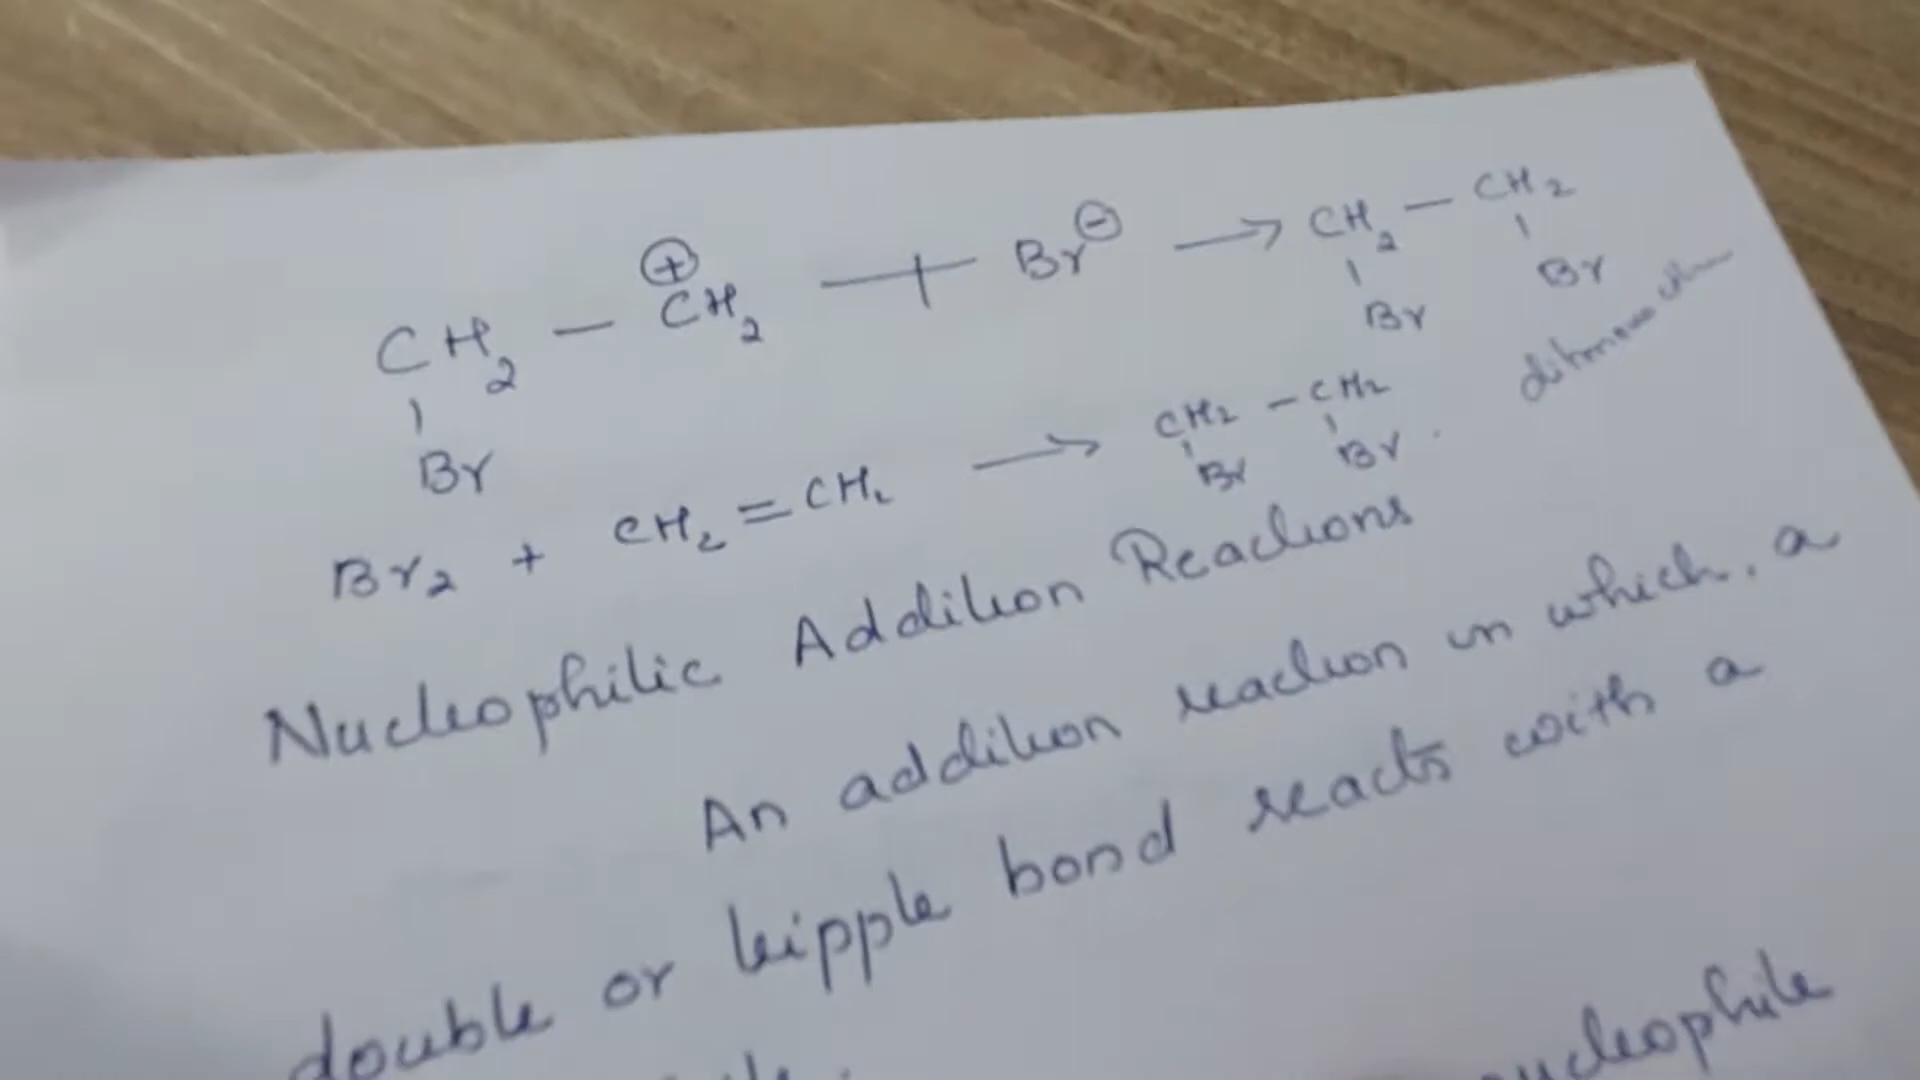 CH₂ — CH₂⊕ + Br⊖ → CH₂ — CH₂
Br Br Br
Br₂ + CH₂ = CH₂ → CH₂ — CH₂
Br Br
Nucleophilic Addition Reactions
An addition reaction in which a
double or tripple bond reacts with a
nucleophile